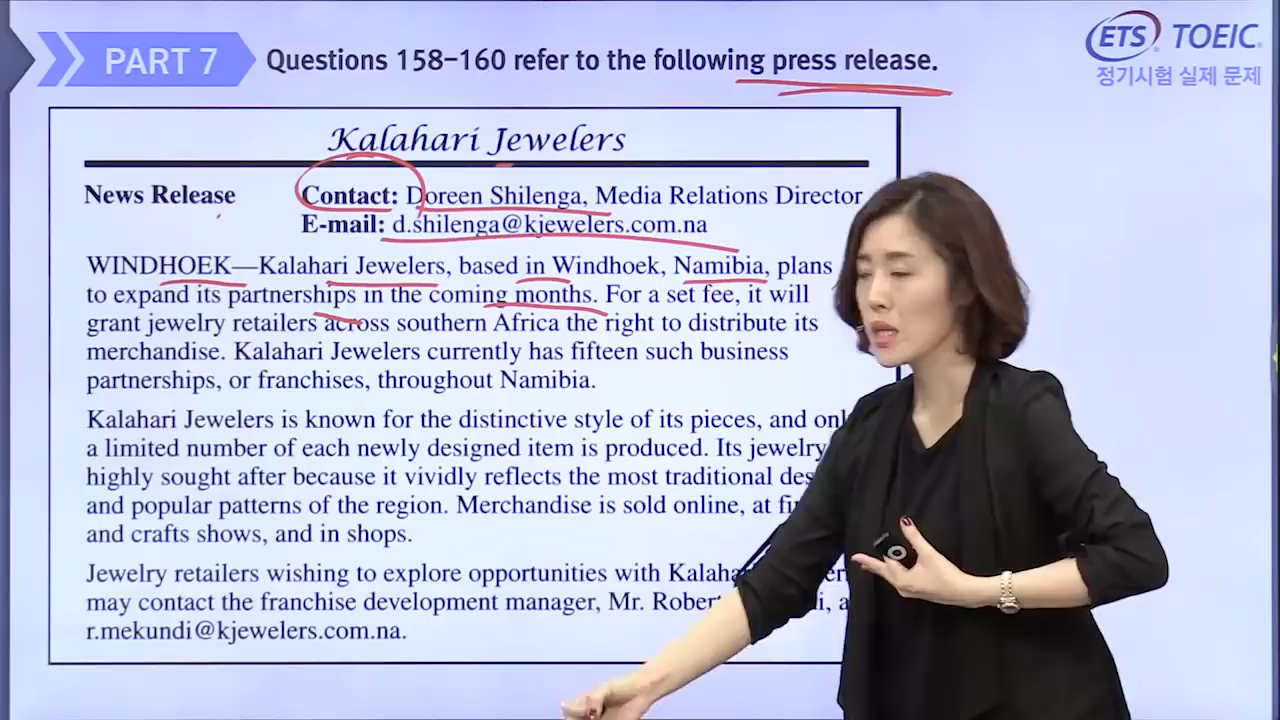 PART 7
Questions 158–160 refer to the following press release.
ETS TOEIC
정기시험 실제 문제
Kalahari Jewelers
News Release
Contact: Doreen Shilenga, Media Relations Director
E-mail: d.shilenga@kjewelers.com.na
WINDHOEK—Kalahari Jewelers, based in Windhoek, Namibia, plans
to expand its partnerships in the coming months. For a set fee, it will
grant jewelry retailers across southern Africa the right to distribute its
merchandise. Kalahari Jewelers currently has fifteen such business
partnerships, or franchises, throughout Namibia.
Kalahari Jewelers is known for the distinctive style of its pieces, and
a limited number of each newly designed item is produced. Its jewelry
highly sought after because it vividly reflects the most traditional
and popular patterns of the region. Merchandise is sold online, at
and crafts shows, and in shops.
Jewelry retailers wishing to explore opportunities with
may contact the franchise development manager, Mr.
r.mekundi@kjewelers.com.na.